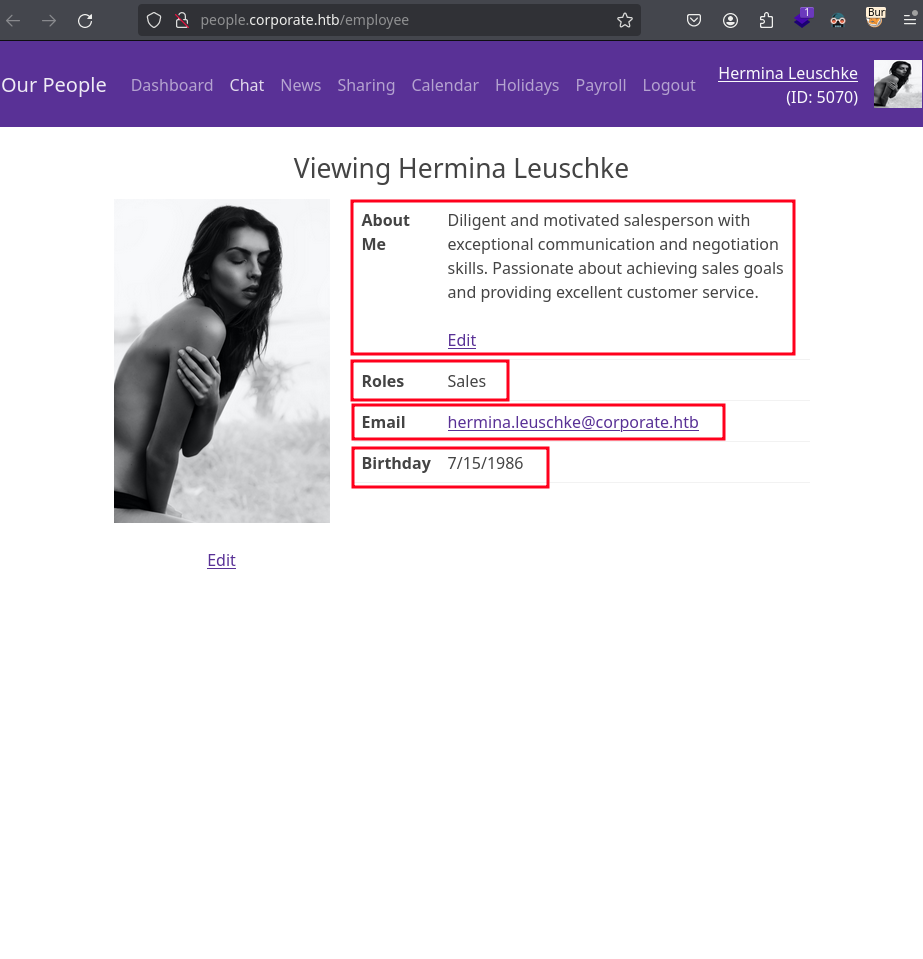 people.corporate.htb/employee
1
Bur
Our People Dashboard Chat News Sharing Calendar Holidays Payroll Logout Hermina Leuschke
(ID: 5070)
Viewing Hermina Leuschke
About Me Diligent and motivated salesperson with
exceptional communication and negotiation
skills. Passionate about achieving sales goals
and providing excellent customer service.
Edit
Roles Sales
Email hermina.leuschke@corporate.htb
Birthday 7/15/1986
Edit